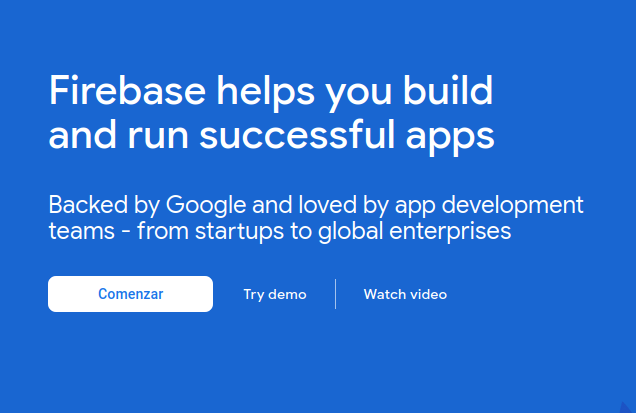 Firebase helps you build
and run successful apps
Backed by Google and loved by app development
teams - from startups to global enterprises
Comenzar
Try demo
Watch video